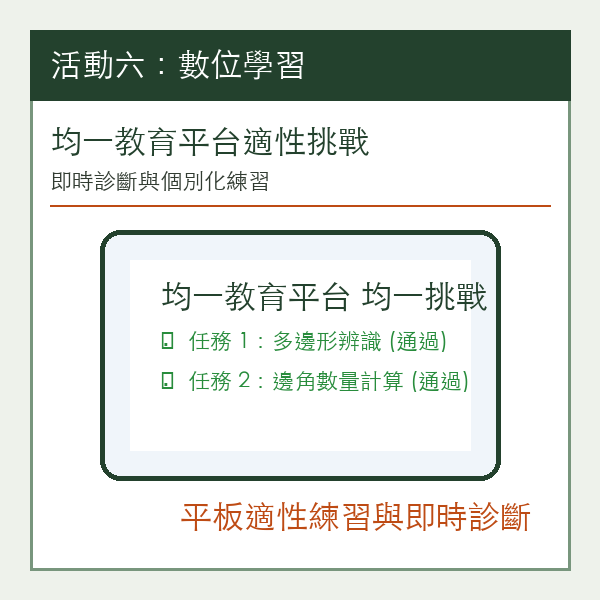 活動六：數位學習
均一教育平台適性挑戰
即時診斷與個別化練習
均一教育平台 均一挑戰
任務 1：多邊形辨識 (通過)
任務 2：邊角數量計算 (通過)
平板適性練習與即時診斷